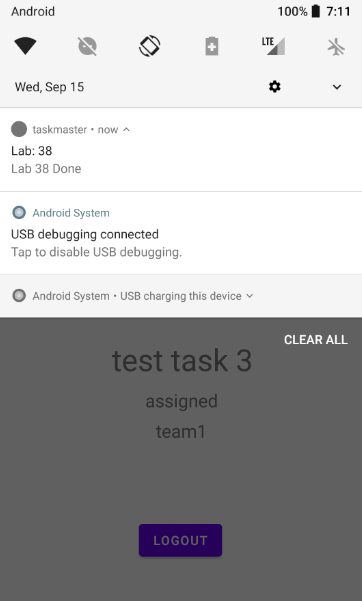 Android 100% 7:11
LTE
Wed, Sep 15
taskmaster • now
Lab: 38
Lab 38 Done
Android System
USB debugging connected
Tap to disable USB debugging.
Android System • USB charging this device
CLEAR ALL
test task 3
assigned
team1
LOGOUT